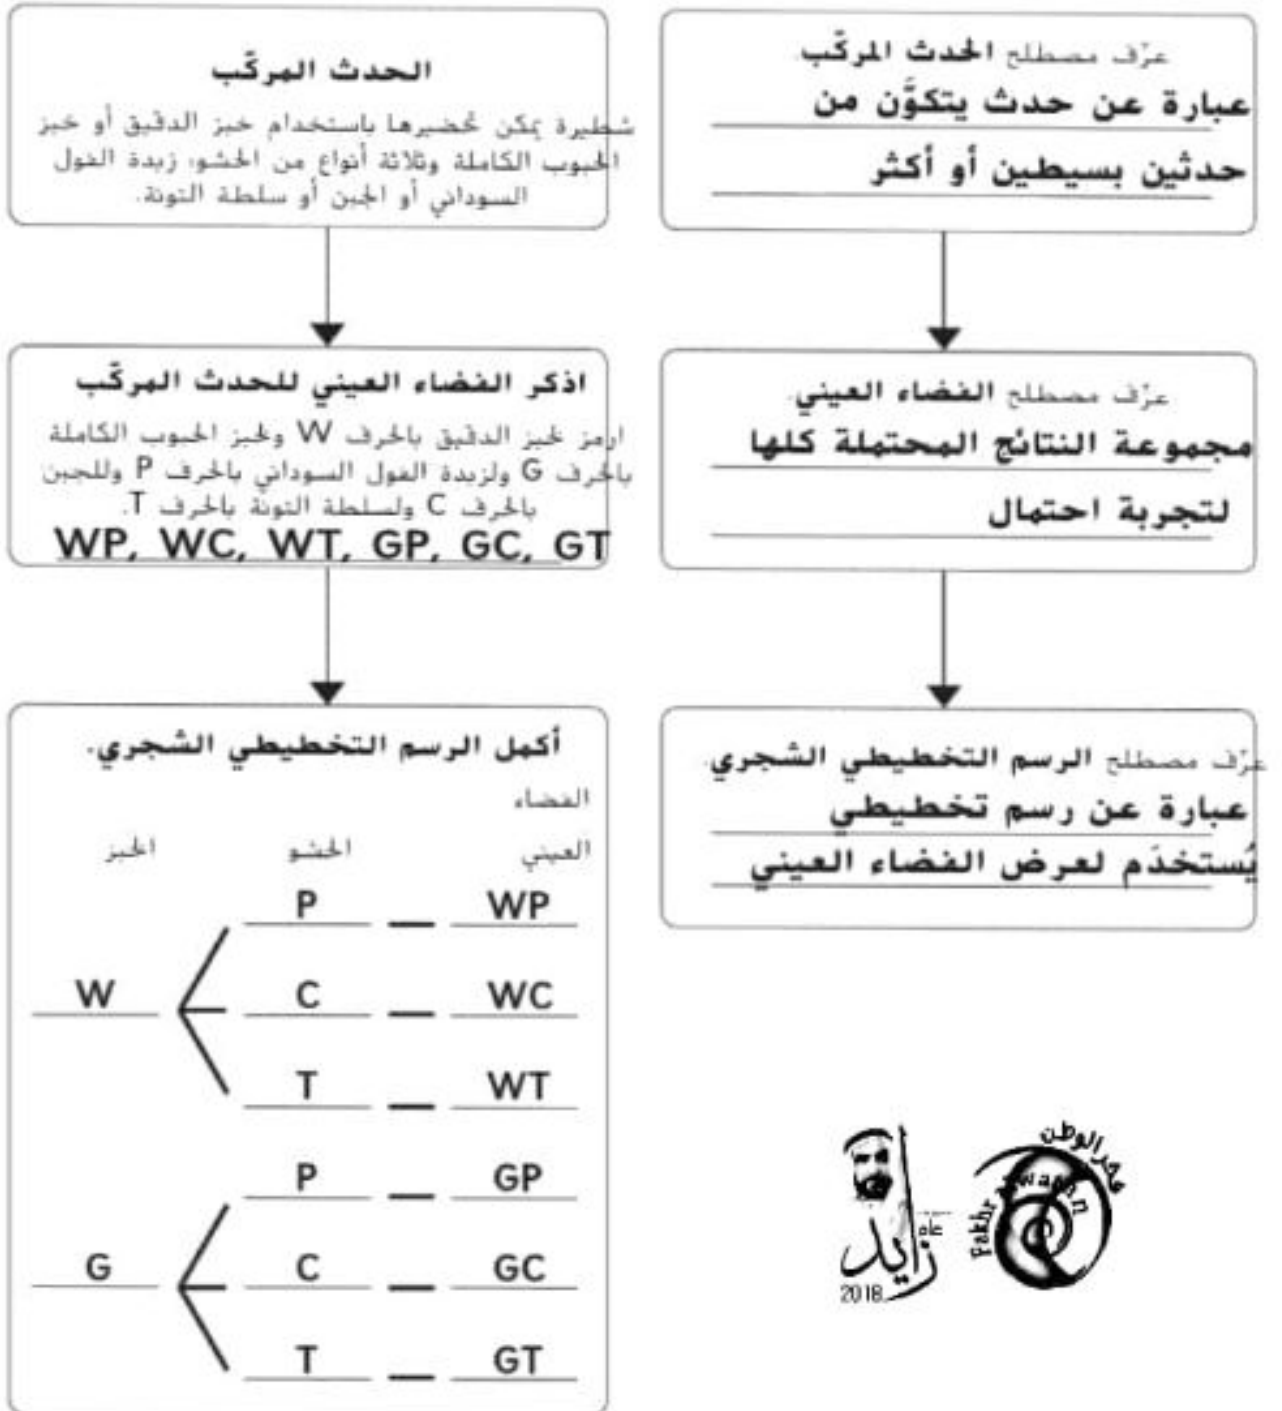 عرّف مصطلح الحدث المركّب.
عبارة عن حدث يتكوَّن من
حدثين بسيطين أو أكثر
عرّف مصطلح الفضاء العيني.
مجموعة النتائج المحتملة كلها
لتجربة احتمال
عرّف مصطلح الرسم التخطيطي الشجري.
عبارة عن رسم تخطيطي
يُستخدَم لعرض الفضاء العيني
الحدث المركّب
شطيرة يمكن تحضيرها باستخدام خبز الدقيق أو خبز
الحبوب الكاملة وثلاثة أنواع من الحشو: زبدة الفول
السوداني أو الجبن أو سلطة التونة.
اذكر الفضاء العيني للحدث المركّب
ارمز لخبز الدقيق بالحرف W ولخبز الحبوب الكاملة
بالحرف G ولزبدة الفول السوداني بالحرف P وللجبن
بالحرف C ولسلطة التونة بالحرف T.
WP, WC, WT, GP, GC, GT
أكمل الرسم التخطيطي الشجري.
الفضاء
الخبز الحشو العيني
P WP
W C WC
T WT
P GP
G C GC
T GT
فخر الوطن
Fakhr Alwatan
عام
زايد
2018